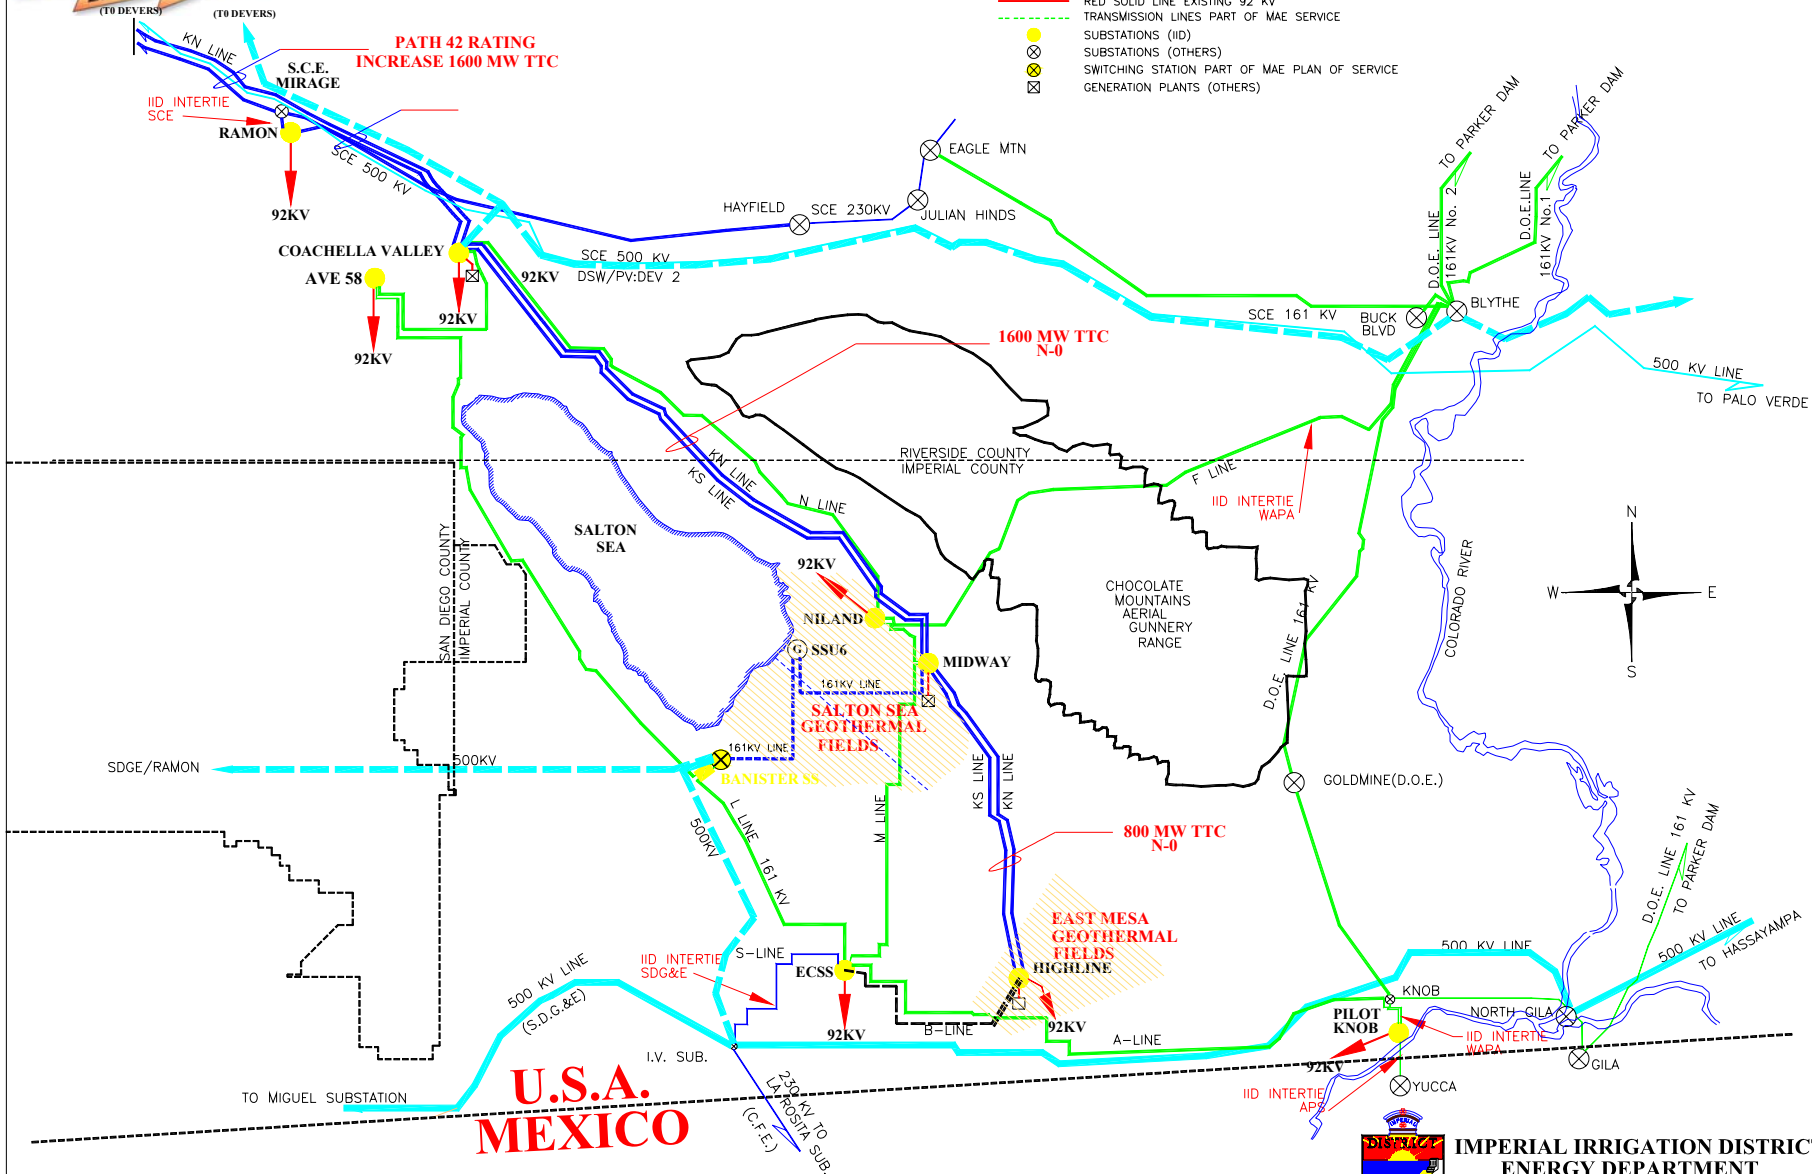 RED SOLID LINE EXISTING 92 KV
TRANSMISSION LINES PART OF MAE SERVICE
SUBSTATIONS (IID)
SUBSTATIONS (OTHERS)
SWITCHING STATION PART OF MAE PLAN OF SERVICE
GENERATION PLANTS (OTHERS)
(T0 DEVERS)
(T0 DEVERS)
KN LINE
PATH 42 RATING
INCREASE 1600 MW TTC
S.C.E.
MIRAGE
IID INTERTIE
SCE
RAMON
SCE 500 KV
92KV
EAGLE MTN
HAYFIELD
SCE 230KV
JULIAN HINDS
TO PARKER DAM
TO PARKER DAM
D.O.E. LINE
161KV No. 2
D.O.E.LINE
161KV No.1
COACHELLA VALLEY
AVE 58
92KV
SCE 500 KV
DSW/PV:DEV 2
92KV
92KV
SCE 161 KV
BUCK
BLVD
BLYTHE
1600 MW TTC
N-0
500 KV LINE
TO PALO VERDE
RIVERSIDE COUNTY
IMPERIAL COUNTY
KN LINE
KS LINE
N LINE
F LINE
IID INTERTIE
WAPA
SALTON
SEA
SAN DIEGO COUNTY
IMPERIAL COUNTY
92KV
NILAND
SSU6
G
MIDWAY
161KV LINE
CHOCOLATE
MOUNTAINS
AERIAL
GUNNERY
RANGE
D.O.E. LINE 161 KV
COLORADO RIVER
N
W
E
S
SALTON SEA
GEOTHERMAL
FIELDS
161KV LINE
BANISTER SS
SDGE/RAMON
500KV
500KV
L LINE 161 KV
M LINE
KS LINE
KN LINE
GOLDMINE(D.O.E.)
800 MW TTC
N-0
D.O.E. LINE 161 KV
TO PARKER DAM
EAST MESA
GEOTHERMAL
FIELDS
HIGHLINE
500 KV LINE
500 KV LINE
TO HASSAYAMPA
IID INTERTIE
SDG&E
S-LINE
ECSS
500 KV LINE
(S.D.G.&E)
92KV
B-LINE
92KV
A-LINE
KNOB
PILOT
KNOB
NORTH GILA
IID INTERTIE
WAPA
GILA
92KV
YUCCA
IID INTERTIE
APS
I.V. SUB.
TO MIGUEL SUBSTATION
U.S.A.
MEXICO
230 KV TO
LA ROSITA SUB.
(C.F.E.)
IMPERIAL
DISTRICT
IMPERIAL IRRIGATION DISTRICT
ENERGY DEPARTMENT